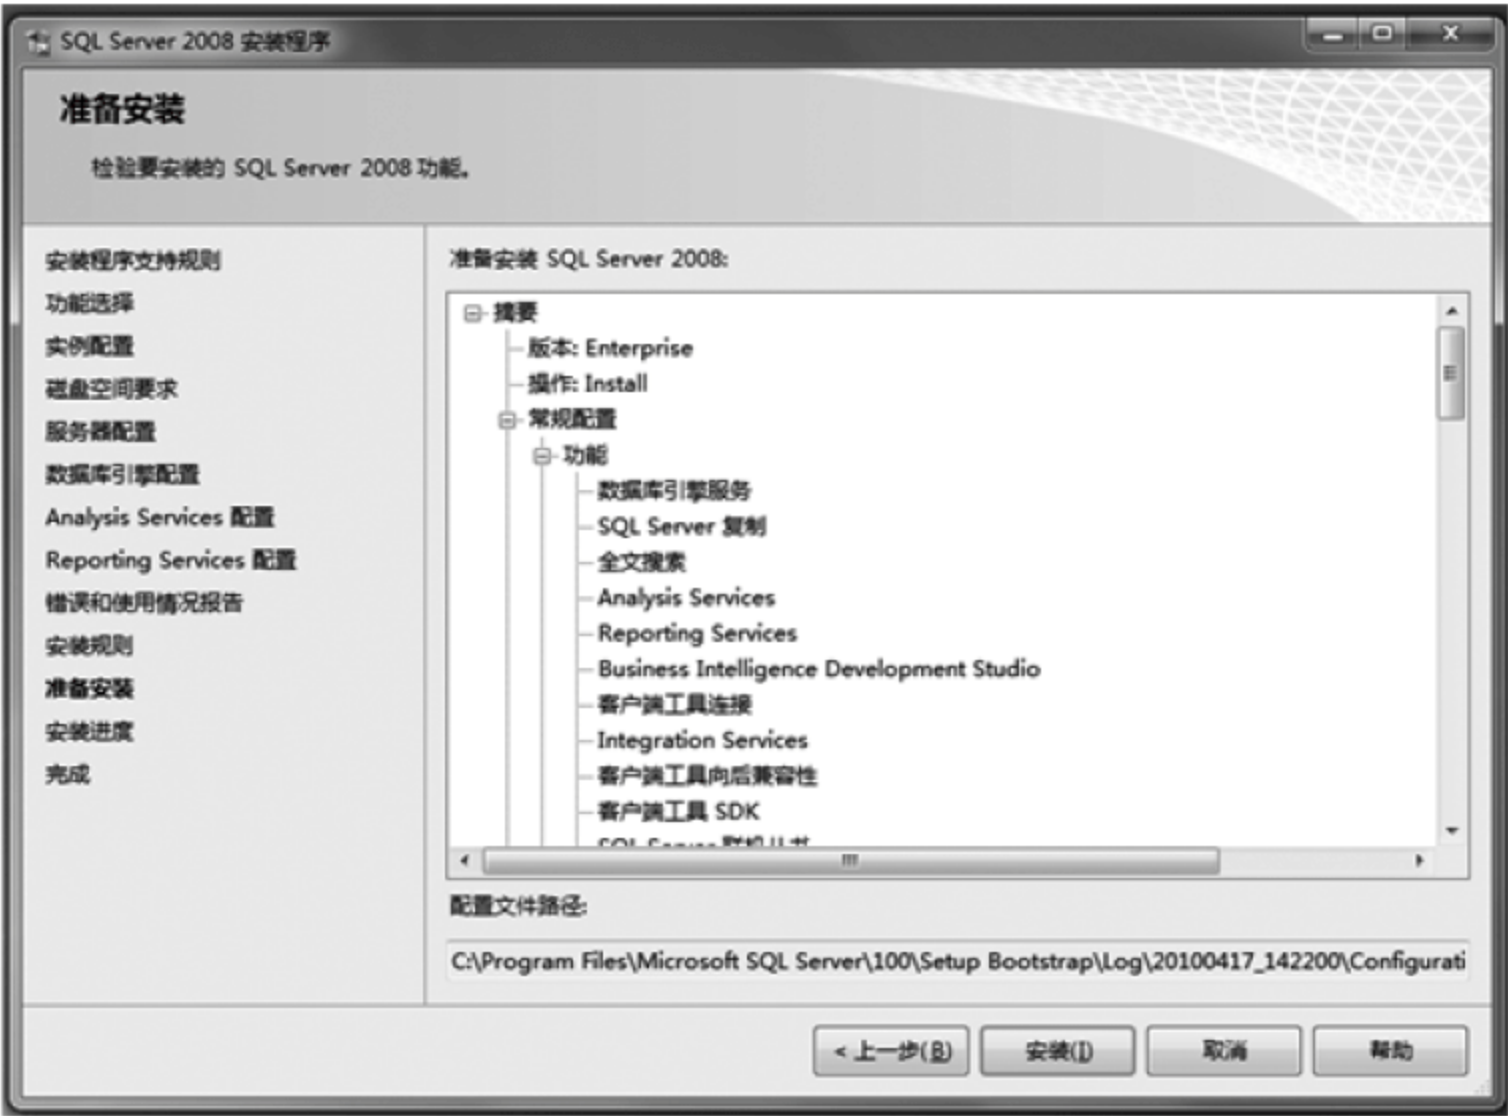 SQL Server 2008 安装程序
准备安装
检验要安装的 SQL Server 2008 功能。
安装程序支持规则
功能选择
实例配置
磁盘空间要求
服务器配置
数据库引擎配置
Analysis Services 配置
Reporting Services 配置
错误和使用情况报告
安装规则
准备安装
安装进度
完成
准备安装 SQL Server 2008:
摘要
版本: Enterprise
操作: Install
常规配置
功能
数据库引擎服务
SQL Server 复制
全文搜索
Analysis Services
Reporting Services
Business Intelligence Development Studio
客户端工具连接
Integration Services
客户端工具向后兼容性
客户端工具 SDK
SQL Server 联机丛书
配置文件路径:
C:\Program Files\Microsoft SQL Server\100\Setup Bootstrap\Log\20100417_142200\Configurati
< 上一步(B)
安装(I)
取消
帮助